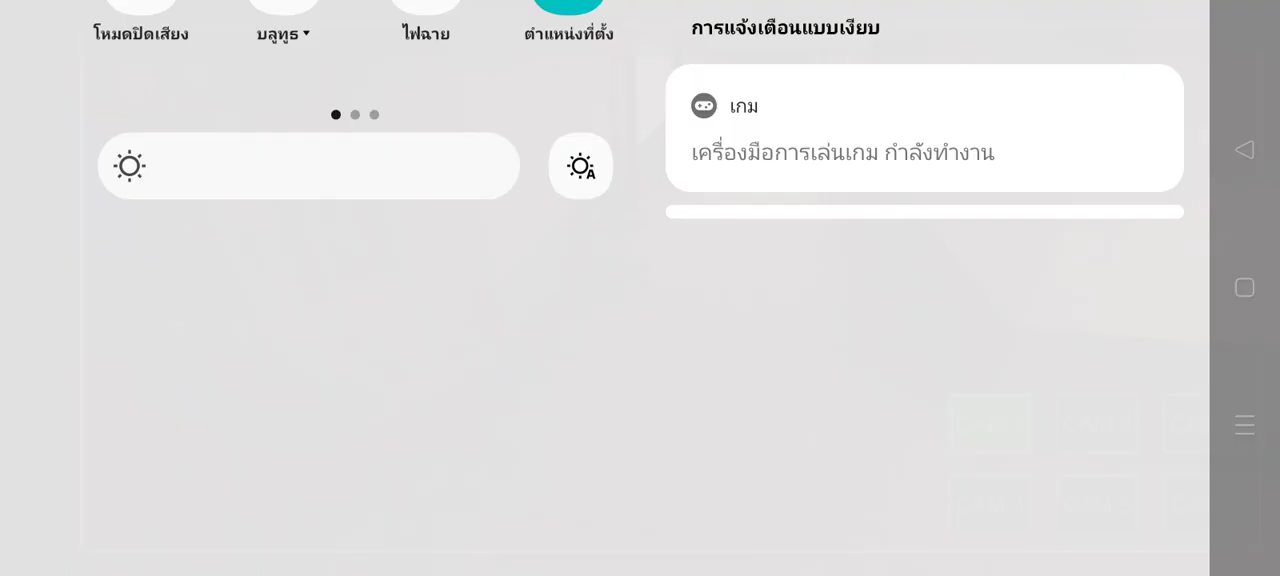 โหมดปิดเสียง
บลูทูธ
ไฟฉาย
ตำแหน่งที่ตั้ง
การแจ้งเตือนแบบเงียบ
เกม
เครื่องมือการเล่นเกม กำลังทำงาน
A